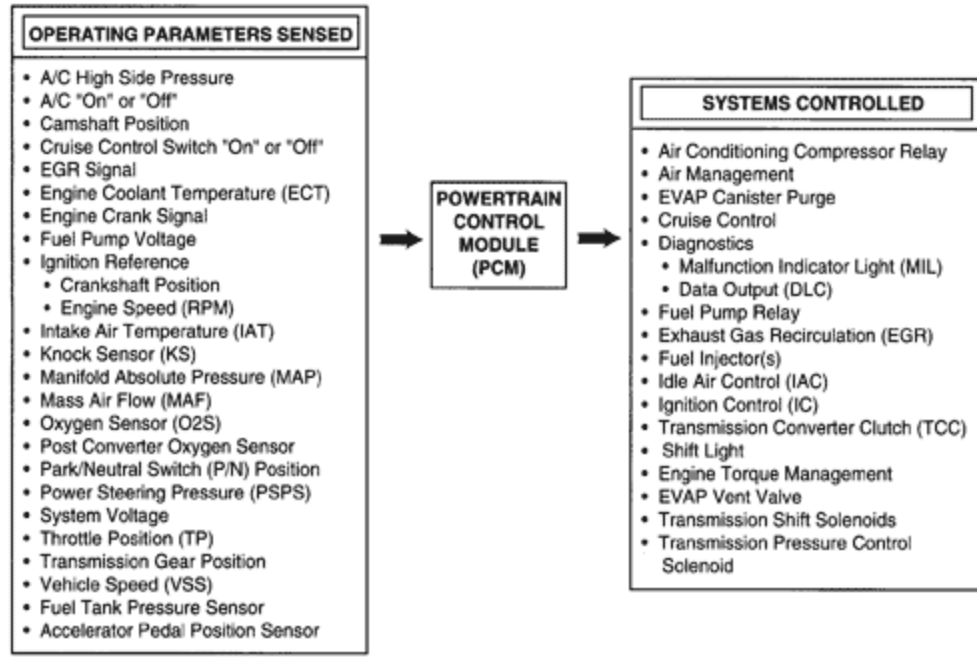 OPERATING PARAMETERS SENSED
• A/C High Side Pressure
• A/C "On" or "Off"
• Camshaft Position
• Cruise Control Switch "On" or "Off"
• EGR Signal
• Engine Coolant Temperature (ECT)
• Engine Crank Signal
• Fuel Pump Voltage
• Ignition Reference
• Crankshaft Position
• Engine Speed (RPM)
• Intake Air Temperature (IAT)
• Knock Sensor (KS)
• Manifold Absolute Pressure (MAP)
• Mass Air Flow (MAF)
• Oxygen Sensor (O2S)
• Post Converter Oxygen Sensor
• Park/Neutral Switch (P/N) Position
• Power Steering Pressure (PSPS)
• System Voltage
• Throttle Position (TP)
• Transmission Gear Position
• Vehicle Speed (VSS)
• Fuel Tank Pressure Sensor
• Accelerator Pedal Position Sensor
POWERTRAIN
CONTROL
MODULE
(PCM)
SYSTEMS CONTROLLED
• Air Conditioning Compressor Relay
• Air Management
• EVAP Canister Purge
• Cruise Control
• Diagnostics
• Malfunction Indicator Light (MIL)
• Data Output (DLC)
• Fuel Pump Relay
• Exhaust Gas Recirculation (EGR)
• Fuel Injector(s)
• Idle Air Control (IAC)
• Ignition Control (IC)
• Transmission Converter Clutch (TCC)
• Shift Light
• Engine Torque Management
• EVAP Vent Valve
• Transmission Shift Solenoids
• Transmission Pressure Control
Solenoid